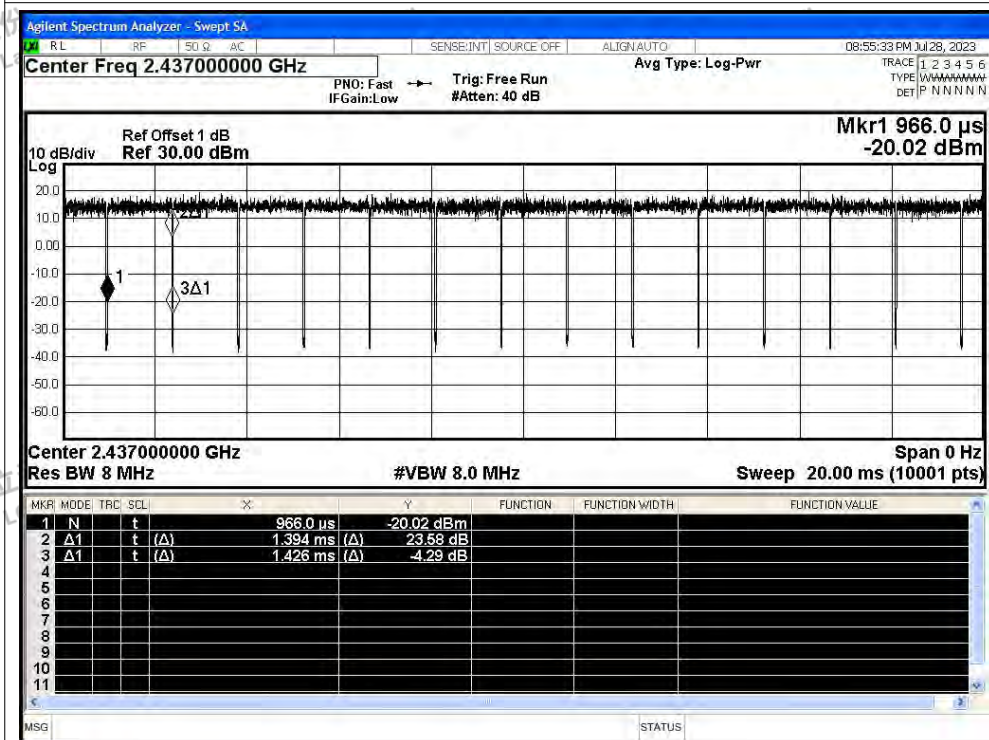 Agilent Spectrum Analyzer - Swept SA
RL RF 50 Ω AC SENSE:INT SOURCE OFF ALIGN AUTO 08:55:33 PM Jul 28, 2023
Center Freq 2.437000000 GHz
PNO: Fast
IFGain:Low
Trig: Free Run
#Atten: 40 dB
Avg Type: Log-Pwr
TRACE 1 2 3 4 5 6
TYPE W
DET P N N N N N
Mkr1 966.0 µs
-20.02 dBm
Ref Offset 1 dB
10 dB/div Ref 30.00 dBm
Log
20.0
10.0
0.00
-10.0
-20.0
-30.0
-40.0
-50.0
-60.0
2Δ1
1
3Δ1
Center 2.437000000 GHz Span 0 Hz
Res BW 8 MHz #VBW 8.0 MHz Sweep 20.00 ms (10001 pts)
MKR MODE TRC SCL X Y FUNCTION FUNCTION WIDTH FUNCTION VALUE
1 N t 966.0 µs -20.02 dBm
2 Δ1 t (Δ) 1.394 ms (Δ) 23.58 dB
3 Δ1 t (Δ) 1.426 ms (Δ) -4.29 dB
4
5
6
7
8
9
10
11
MSG STATUS